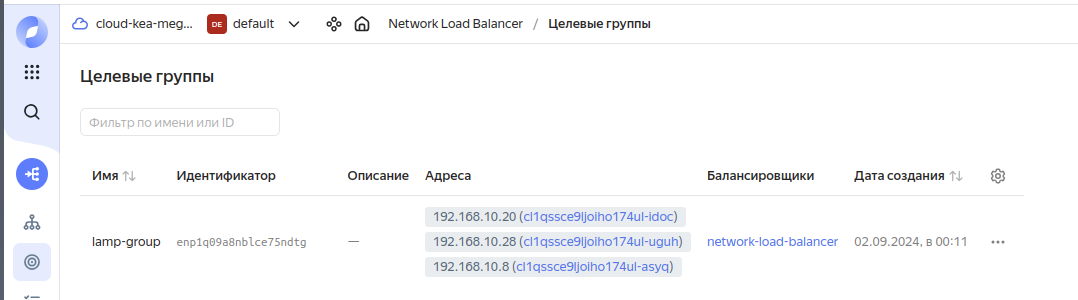 cloud-kea-meg... DE default Network Load Balancer / Целевые группы
Целевые группы
Фильтр по имени или ID
Имя Идентификатор Описание Адреса Балансировщики Дата создания
192.168.10.20 (cl1qssce9ljoiho174ul-idoc)
lamp-group enp1q09a8nblce75ndtg — 192.168.10.28 (cl1qssce9ljoiho174ul-uguh) network-load-balancer 02.09.2024, в 00:11
192.168.10.8 (cl1qssce9ljoiho174ul-asyq)